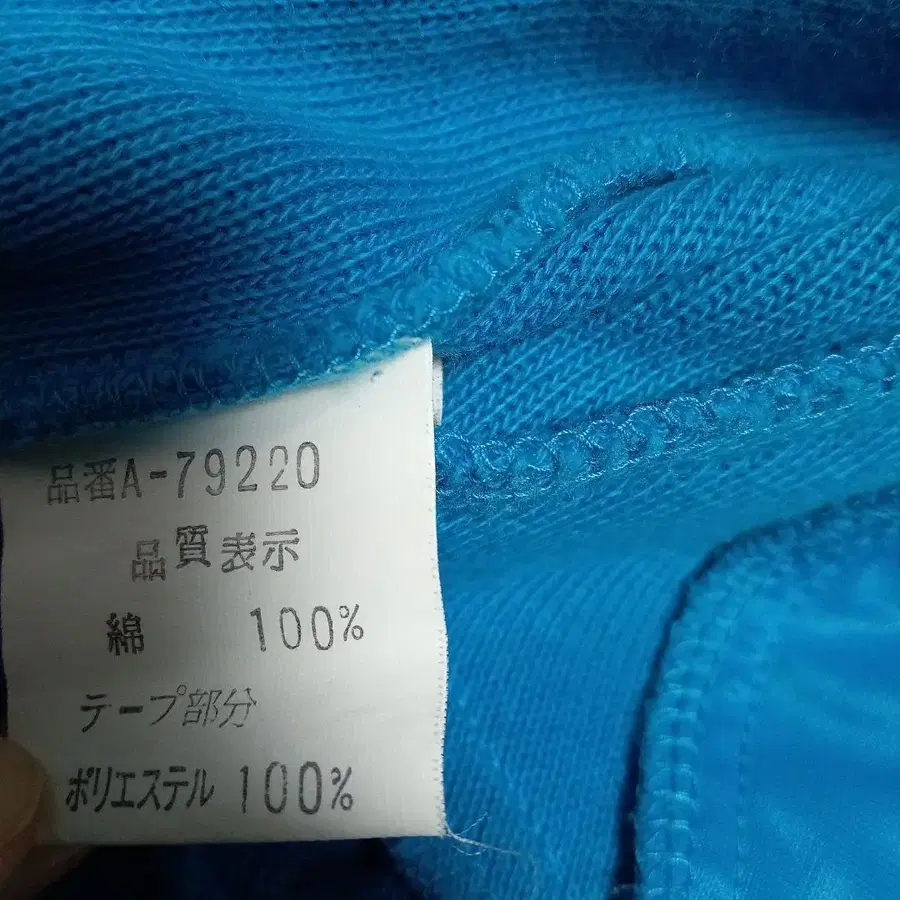 品番A-79220
品質表示
綿 100%
テープ部分
ポリエステル 100%